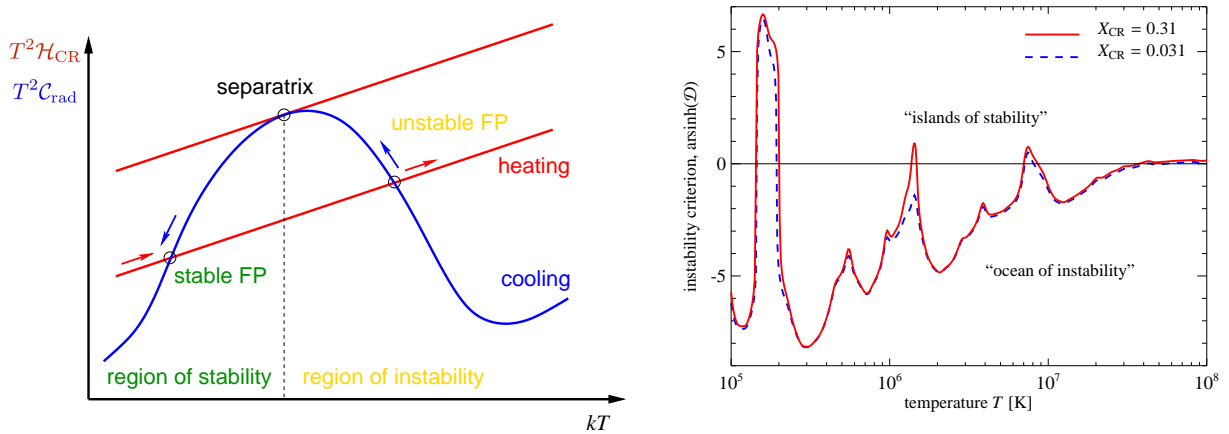 T²ℋ_CR
T²𝒞_rad
separatrix
unstable FP
heating
stable FP
cooling
region of stability
region of instability
kT
instability criterion, arsinh(𝒟)
5
0
-5
X_CR = 0.31
X_CR = 0.031
“islands of stability”
“ocean of instability”
10⁵ 10⁶ 10⁷ 10⁸
temperature T [K]